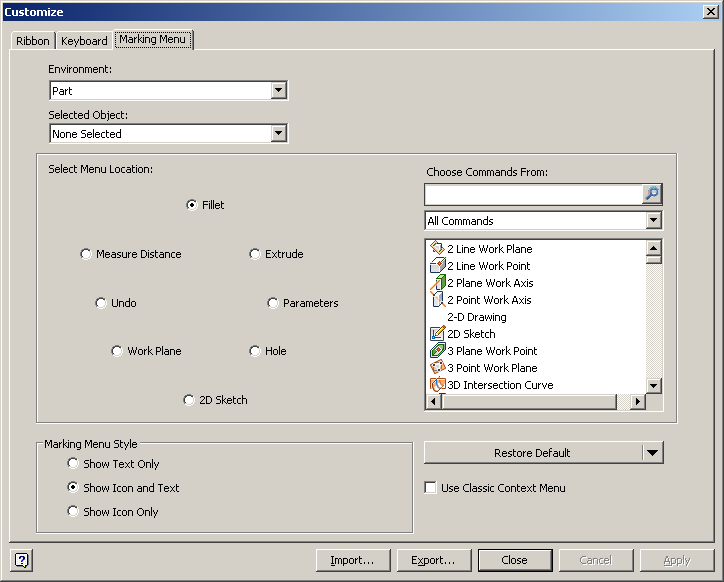 Customize
Ribbon
Keyboard
Marking Menu
Environment:
Part
Selected Object:
None Selected
Select Menu Location:
Fillet
Measure Distance
Extrude
Undo
Parameters
Work Plane
Hole
2D Sketch
Choose Commands From:
All Commands
2 Line Work Plane
2 Line Work Point
2 Plane Work Axis
2 Point Work Axis
2-D Drawing
2D Sketch
3 Plane Work Point
3 Point Work Plane
3D Intersection Curve
Marking Menu Style
Show Text Only
Show Icon and Text
Show Icon Only
Restore Default
Use Classic Context Menu
?
Import...
Export...
Close
Cancel
Apply